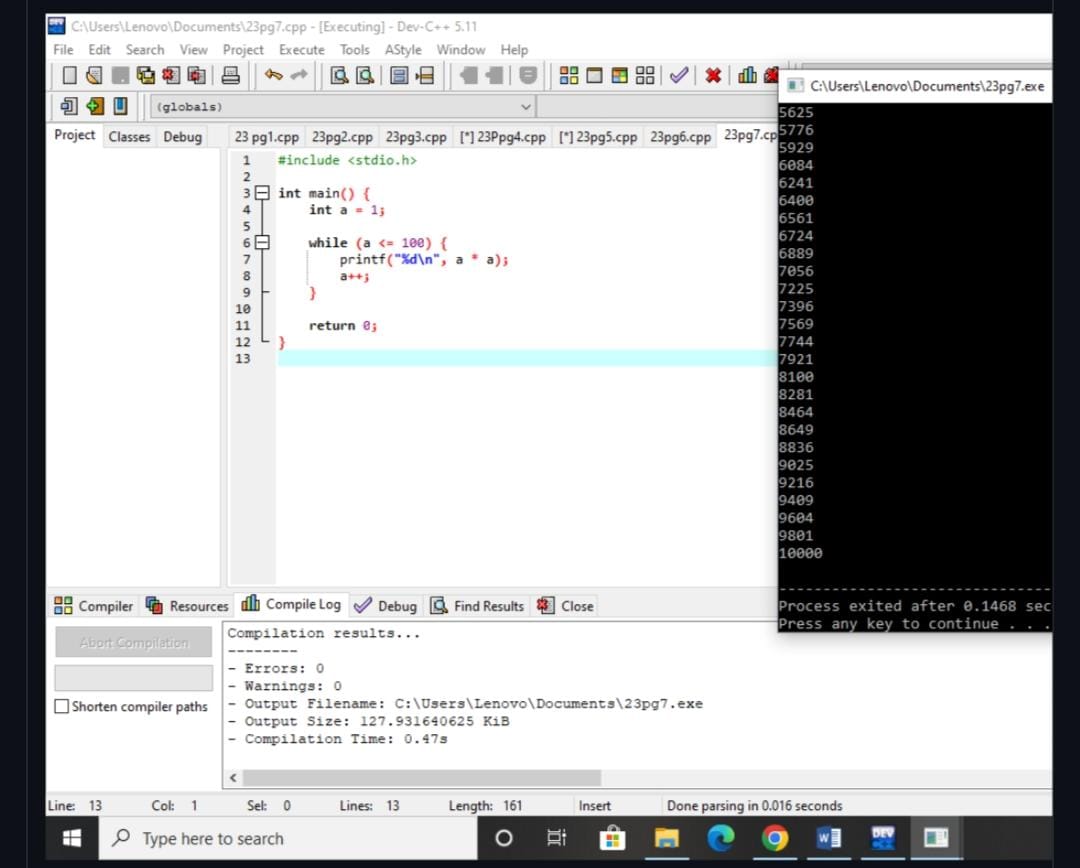 C:\Users\Lenovo\Documents\23pg7.cpp - [Executing] - Dev-C++ 5.11
File Edit Search View Project Execute Tools AStyle Window Help
(globals)
Project Classes Debug
23 pg1.cpp 23pg2.cpp 23pg3.cpp [*] 23Ppg4.cpp [*] 23pg5.cpp 23pg6.cpp 23pg7.cp
1 #include <stdio.h>
2
3 int main() {
4 int a = 1;
5
6 while (a <= 100) {
7 printf("%d\n", a * a);
8 a++;
9 }
10
11 return 0;
12 }
13
C:\Users\Lenovo\Documents\23pg7.exe
5625
5776
5929
6084
6241
6400
6561
6724
6889
7056
7225
7396
7569
7744
7921
8100
8281
8464
8649
8836
9025
9216
9409
9604
9801
10000
--------------------------------
Process exited after 0.1468 sec
Press any key to continue . . .
Compiler Resources Compile Log Debug Find Results Close
Abort Compilation
Shorten compiler paths
Compilation results...
--------
- Errors: 0
- Warnings: 0
- Output Filename: C:\Users\Lenovo\Documents\23pg7.exe
- Output Size: 127.931640625 KiB
- Compilation Time: 0.47s
Line: 13 Col: 1 Sel: 0 Lines: 13 Length: 161 Insert Done parsing in 0.016 seconds
Type here to search
DEV